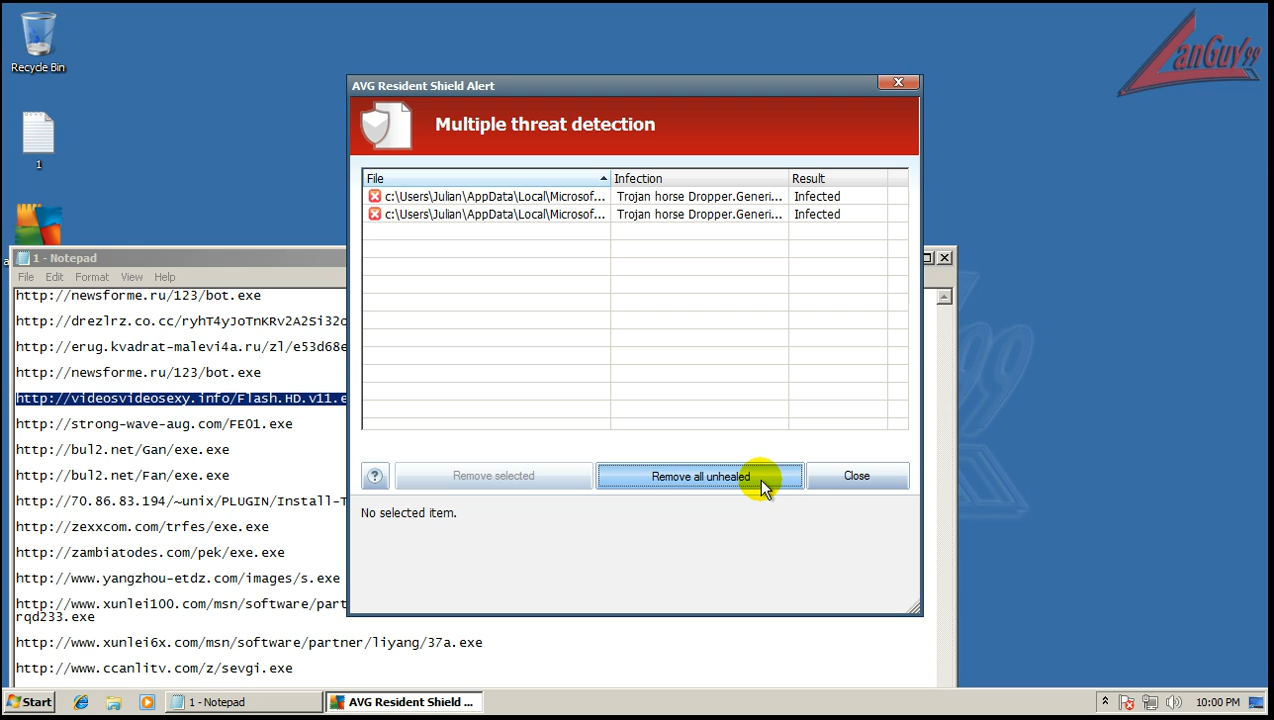 Recycle Bin
1
LanGuy99
AVG Resident Shield Alert
Multiple threat detection
File Infection Result
c:\Users\Julian\AppData\Local\Microsof... Trojan horse Dropper.Generi... Infected
c:\Users\Julian\AppData\Local\Microsof... Trojan horse Dropper.Generi... Infected
Remove selected Remove all unhealed Close
No selected item.
1 - Notepad
File Edit Format View Help
http://newsforme.ru/123/bot.exe
http://drezlrz.co.cc/ryhT4yJoTnKRv2A2Si32o
http://erug.kvadrat-malevi4a.ru/zl/e53d68e
http://newsforme.ru/123/bot.exe
http://videosvideosexy.info/Flash.HD.v11.e
http://strong-wave-aug.com/FE01.exe
http://bul2.net/Gan/exe.exe
http://bul2.net/Fan/exe.exe
http://70.86.83.194/~unix/PLUGIN/Install-T
http://zexxcom.com/trfes/exe.exe
http://zambiatodes.com/pek/exe.exe
http://www.yangzhou-etdz.com/images/s.exe
http://www.xunlei100.com/msn/software/part
rqd233.exe
http://www.xunlei6x.com/msn/software/partner/liyang/37a.exe
http://www.ccanlitv.com/z/sevgi.exe
Start 1 - Notepad AVG Resident Shield ... 10:00 PM